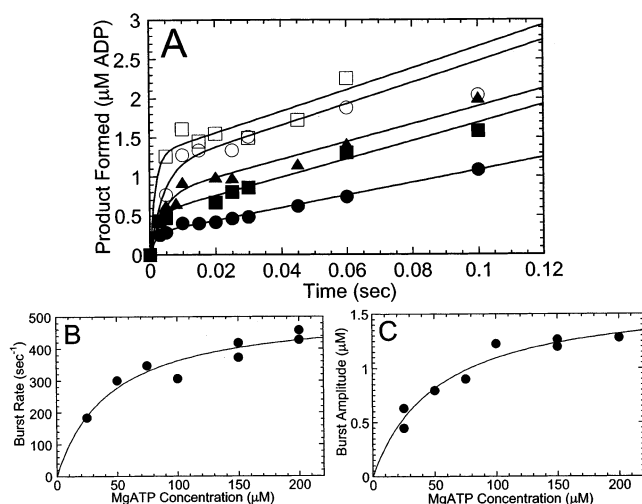 A
Product Formed (µM ADP)
3
2.5
2
1.5
1
0.5
0
0 0.02 0.04 0.06 0.08 0.1 0.12
Time (sec)
B
Burst Rate (sec⁻¹)
500
400
300
200
100
0
0 50 100 150 200
MgATP Concentration (µM)
C
Burst Amplitude (µM)
1.5
1
0.5
0
0 50 100 150 200
MgATP Concentration (µM)